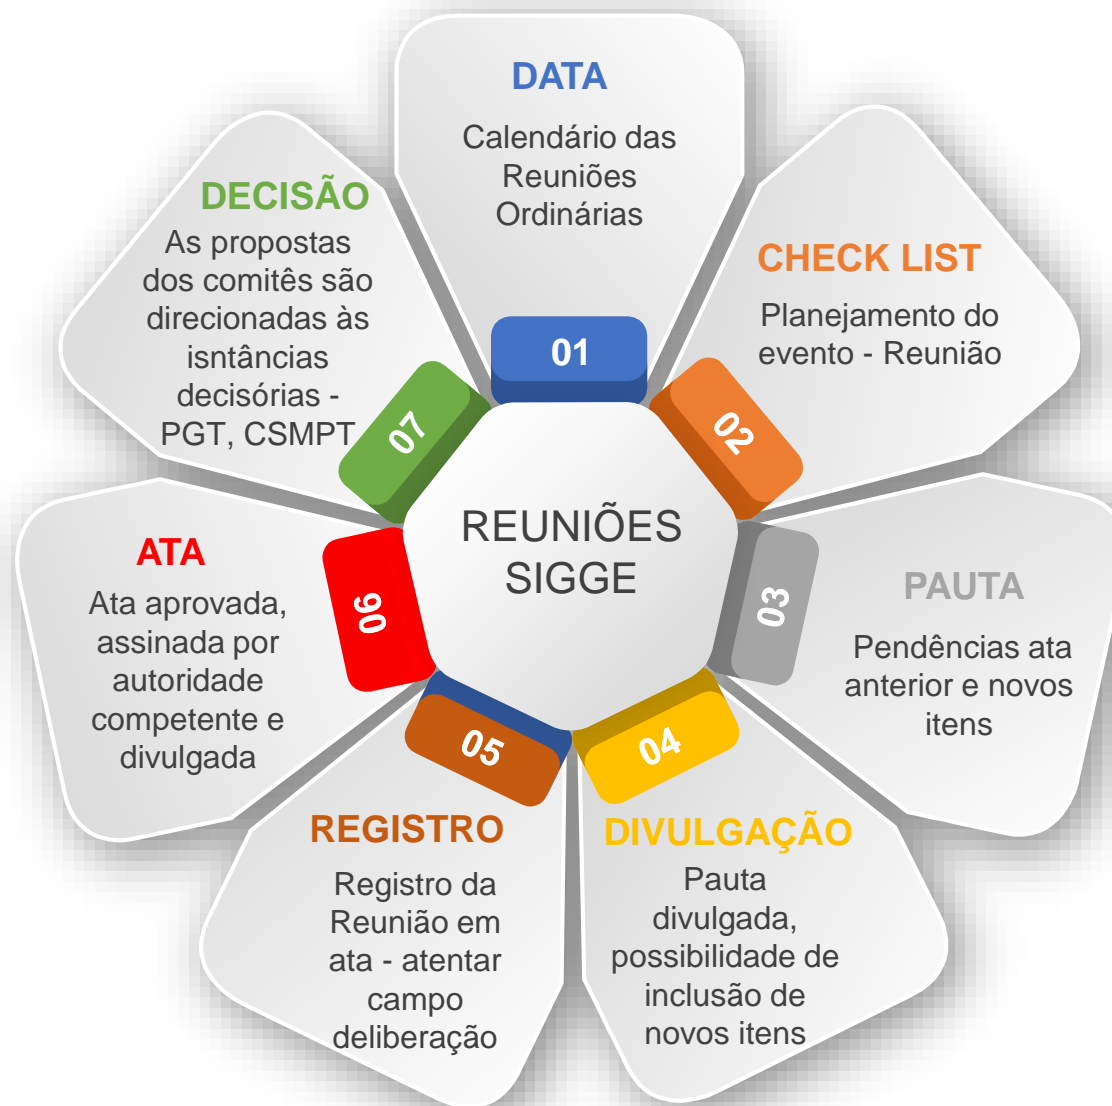 REUNIÕES
SIGGE
01
DATA
Calendário das
Reuniões
Ordinárias
02
CHECK LIST
Planejamento do
evento - Reunião
03
PAUTA
Pendências ata
anterior e novos
itens
04
DIVULGAÇÃO
Pauta
divulgada,
possibilidade de
inclusão de
novos itens
05
REGISTRO
Registro da
Reunião em
ata - atentar
campo
deliberação
06
ATA
Ata aprovada,
assinada por
autoridade
competente e
divulgada
07
DECISÃO
As propostas
dos comitês são
direcionadas às
isntâncias
decisórias -
PGT, CSMPT